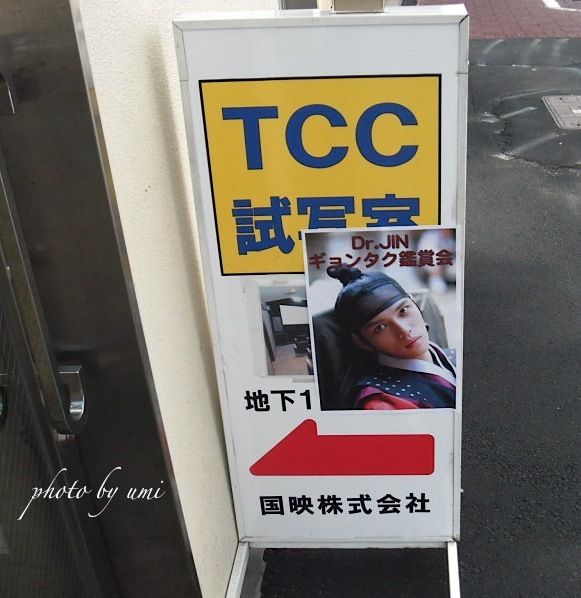 TCC
試写室
Dr.JIN
ギョンタク鑑賞会
地下1
国映株式会社
photo by umi